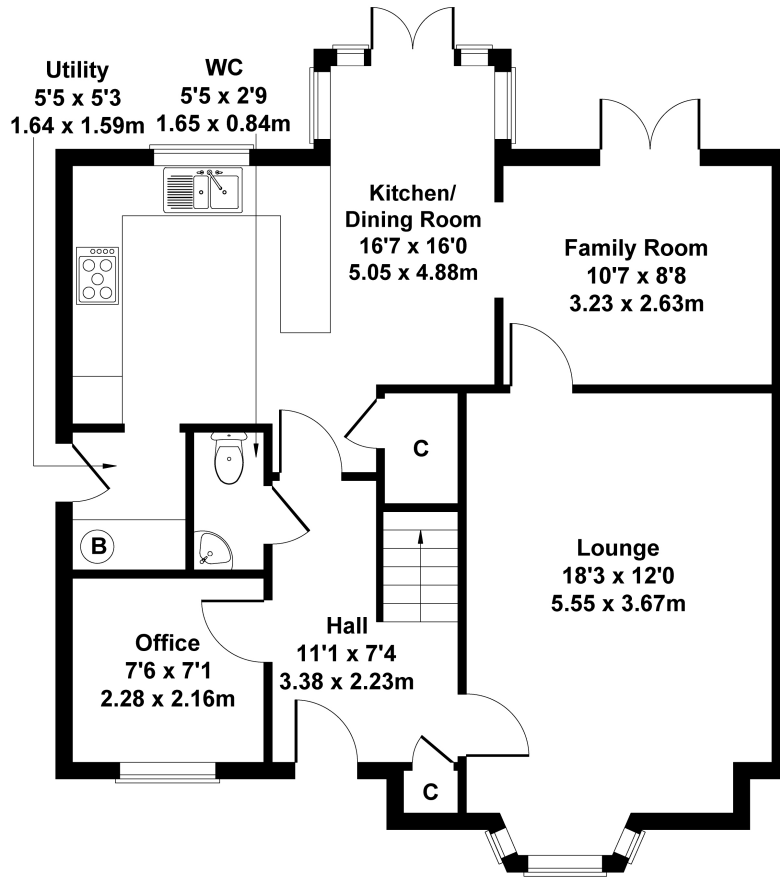 Utility
5'5 x 5'3
1.64 x 1.59m
WC
5'5 x 2'9
1.65 x 0.84m
Kitchen/
Dining Room
16'7 x 16'0
5.05 x 4.88m
Family Room
10'7 x 8'8
3.23 x 2.63m
C
B
Lounge
18'3 x 12'0
5.55 x 3.67m
Hall
11'1 x 7'4
3.38 x 2.23m
Office
7'6 x 7'1
2.28 x 2.16m
C